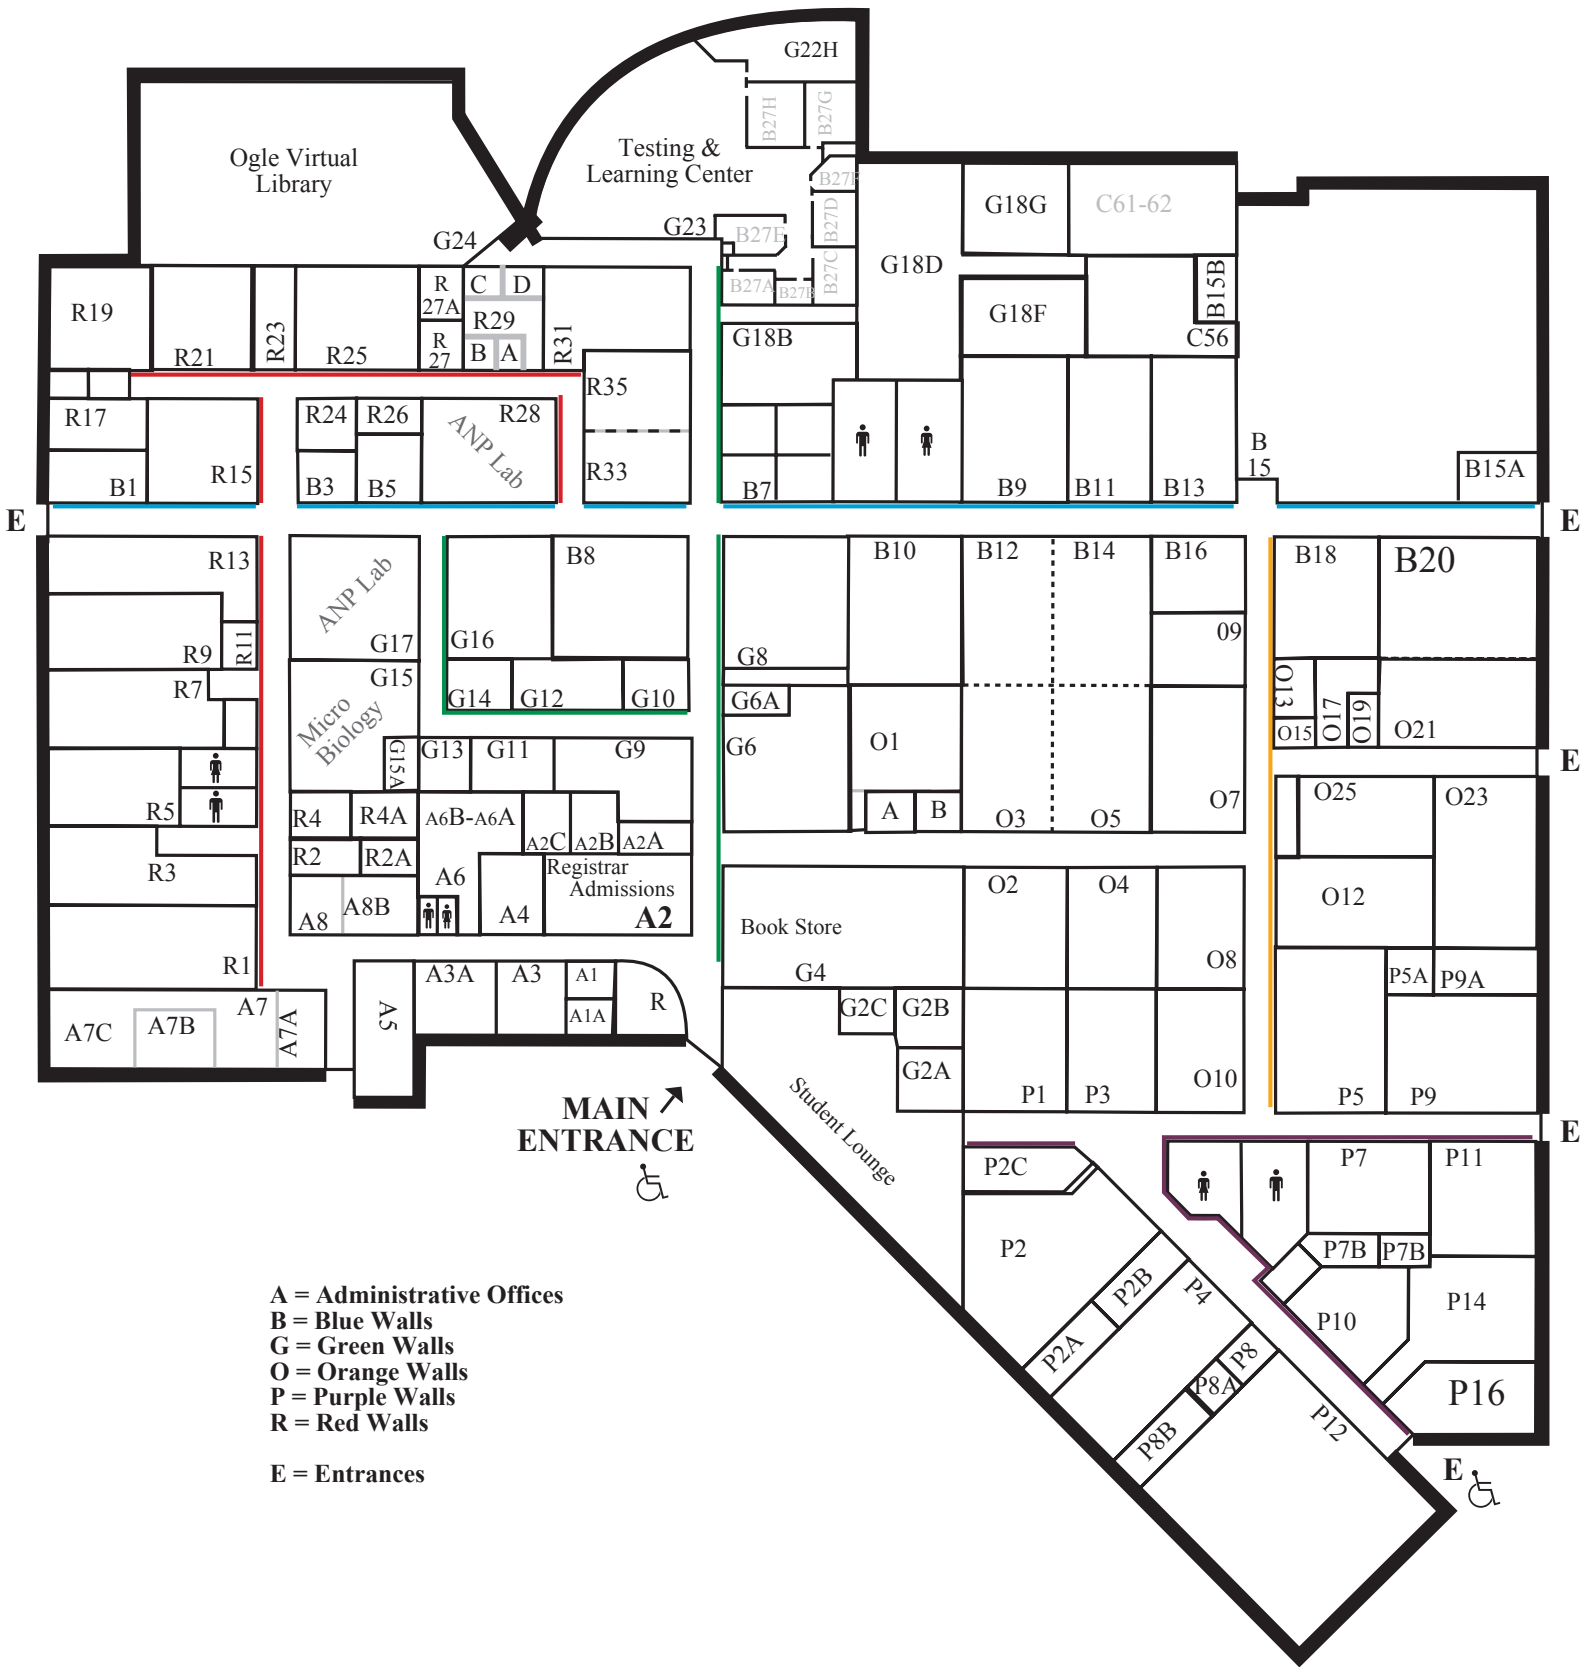 G22H
B27H
B27G
Testing &
Learning Center
Ogle Virtual
Library
B27F
B27D
B27C
G23
B27E
B27A
B27B
G24
G18D
G18G
C61-62
G18F
B15B
C56
R19
R21
R23
R25
R
27A
R
27
C
D
R29
B
A
R31
R35
R33
G18B
R17
R15
B1
R24
R26
R28
ANP Lab
B3
B5
B7
B9
B11
B13
B
15
B15A
E
E
R13
R11
R9
R7
R5
R3
R1
ANP Lab
G17
G15
Micro
Biology
G15A
B8
G16
G14
G12
G10
G13
G11
G9
R4
R4A
R2
R2A
A8
A8B
A6B-A6A
A6
A2C
A2B
A2A
Registrar
Admissions
A4
A2
B10
B12
B14
B16
G8
09
G6A
G6
O1
A
B
O3
O5
O7
B18
B20
O13
O15
O17
O19
O21
E
O25
O23
O12
O2
O4
Book Store
G4
O8
P5A
P9A
A7C
A7B
A7
A7A
A5
A3A
A3
A1
A1A
R
G2C
G2B
G2A
P1
P3
O10
P5
P9
MAIN
ENTRANCE
Student Lounge
E
P2C
P2
P2B
P2A
P4
P8
P8A
P8B
P12
P7
P11
P7B
P7B
P10
P14
P16
E
A = Administrative Offices
B = Blue Walls
G = Green Walls
O = Orange Walls
P = Purple Walls
R = Red Walls
E = Entrances